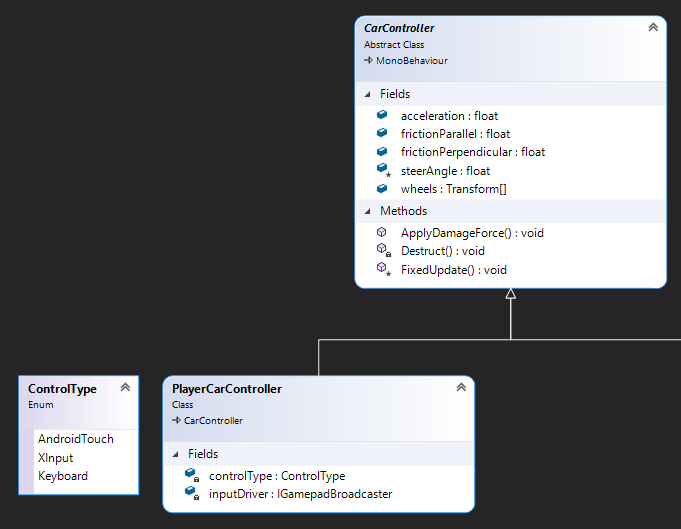 CarController
Abstract Class
MonoBehaviour
Fields
acceleration : float
frictionParallel : float
frictionPerpendicular : float
steerAngle : float
wheels : Transform[]
Methods
ApplyDamageForce() : void
Destruct() : void
FixedUpdate() : void
ControlType
Enum
AndroidTouch
XInput
Keyboard
PlayerCarController
Class
CarController
Fields
controlType : ControlType
inputDriver : IGamepadBroadcaster